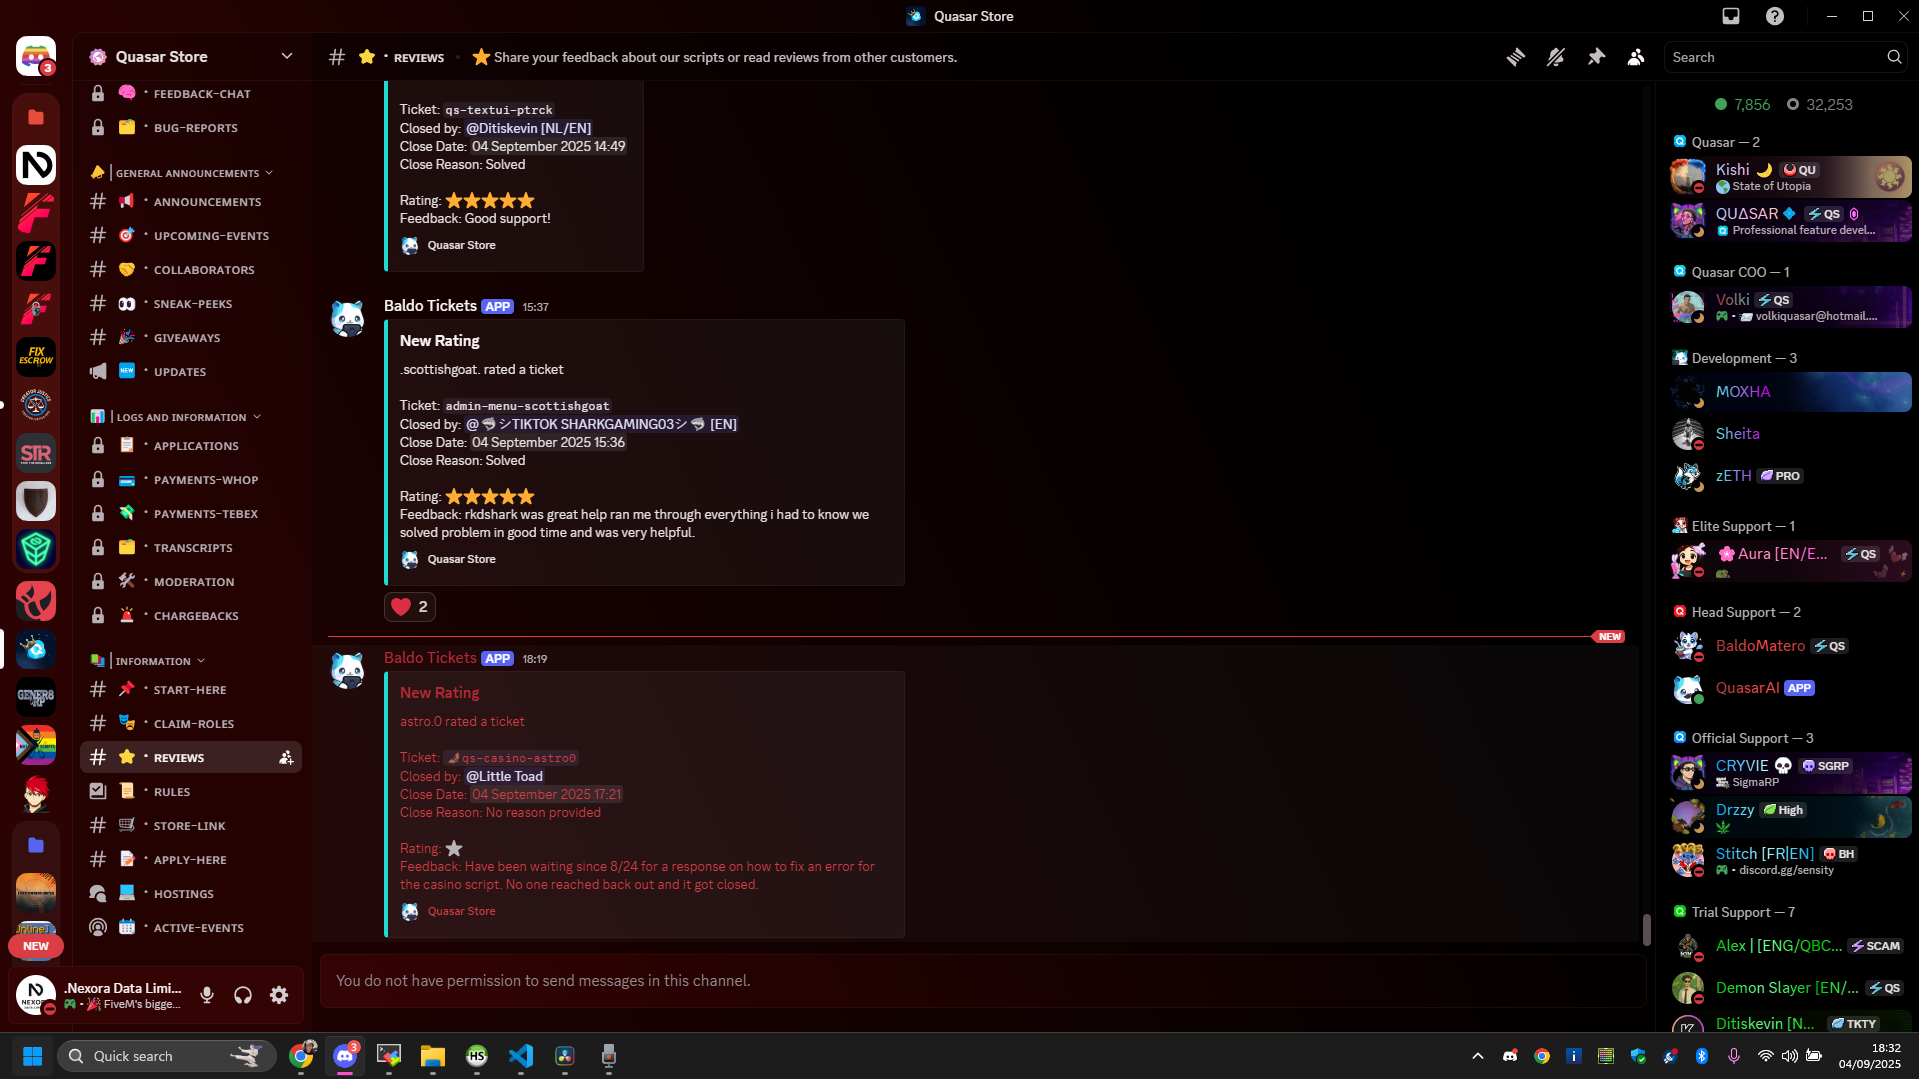 Quasar Store
3
Quasar Store
REVIEWS
Share your feedback about our scripts or read reviews from other customers.
Search
FEEDBACK-CHAT
BUG-REPORTS
GENERAL ANNOUNCEMENTS
ANNOUNCEMENTS
UPCOMING-EVENTS
COLLABORATORS
SNEAK-PEEKS
GIVEAWAYS
NEW
UPDATES
FIX
ESCROW
STR
LOGS AND INFORMATION
APPLICATIONS
PAYMENTS-WHOP
PAYMENTS-TEBEX
TRANSCRIPTS
MODERATION
CHARGEBACKS
INFORMATION
START-HERE
CLAIM-ROLES
REVIEWS
RULES
STORE-LINK
APPLY-HERE
HOSTINGS
ACTIVE-EVENTS
NEW
.Nexora Data Limi...
FiveM's bigge...
Ticket: qs-textui-ptrck
Closed by: @Ditiskevin [NL/EN]
Close Date: 04 September 2025 14:49
Close Reason: Solved
Rating: ⭐⭐⭐⭐⭐
Feedback: Good support!
Quasar Store
Baldo Tickets APP 15:37
New Rating
.scottishgoat. rated a ticket
Ticket: admin-menu-scottishgoat
Closed by: @🦈シTIKTOK SHARKGAMING03シ🦈 [EN]
Close Date: 04 September 2025 15:36
Close Reason: Solved
Rating: ⭐⭐⭐⭐⭐
Feedback: rkdshark was great help ran me through everything i had to know we
solved problem in good time and was very helpful.
Quasar Store
2
NEW
Baldo Tickets APP 18:19
New Rating
astro.0 rated a ticket
Ticket: qs-casino-astro0
Closed by: @Little Toad
Close Date: 04 September 2025 17:21
Close Reason: No reason provided
Rating: ★
Feedback: Have been waiting since 8/24 for a response on how to fix an error for
the casino script. No one reached back out and it got closed.
Quasar Store
You do not have permission to send messages in this channel.
7,856 32,253
Quasar — 2
Kishi 🌙 QU
State of Utopia
QUΔSAR QS
Professional feature devel...
Quasar COO — 1
Volki QS
volkiquasar@hotmail....
Development — 3
MOXHA
Sheita
zETH PRO
Elite Support — 1
Aura [EN/E... QS
Head Support — 2
BaldoMatero QS
QuasarAI APP
Official Support — 3
CRYVIE SGRP
SigmaRP
Drzzy High
Stitch [FR|EN] BH
discord.gg/sensity
Trial Support — 7
Alex | [ENG/QBC... SCAM
Demon Slayer [EN/... QS
Ditiskevin [N... TKTY
Quick search
3
HS
18:32
04/09/2025